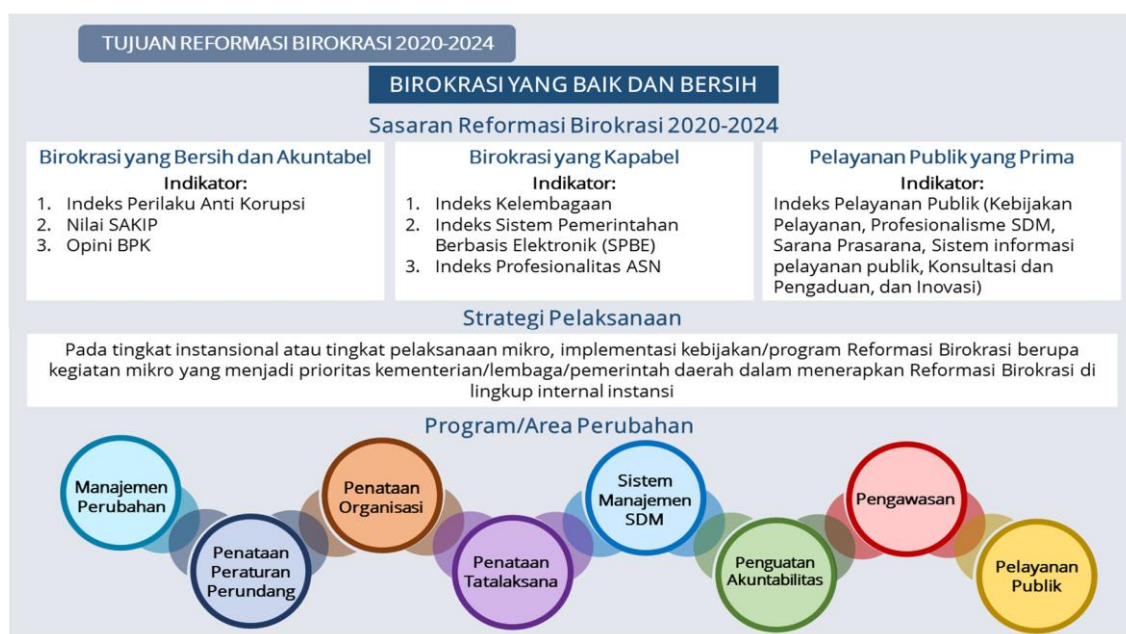 TUJUAN REFORMASI BIROKRASI 2020-2024
BIROKRASI YANG BAIK DAN BERSIH
Sasaran Reformasi Birokrasi 2020-2024
Birokrasi yang Bersih dan Akuntabel
Indikator:
1. Indeks Perilaku Anti Korupsi
2. Nilai SAKIP
3. Opini BPK
Birokrasi yang Kapabel
Indikator:
1. Indeks Kelembagaan
2. Indeks Sistem Pemerintahan
Berbasis Elektronik (SPBE)
3. Indeks Profesionalitas ASN
Pelayanan Publik yang Prima
Indikator:
Indeks Pelayanan Publik (Kebijakan
Pelayanan, Profesionalisme SDM,
Sarana Prasarana, Sistem informasi
pelayanan publik, Konsultasi dan
Pengaduan, dan Inovasi)
Strategi Pelaksanaan
Pada tingkat instansional atau tingkat pelaksanaan mikro, implementasi kebijakan/program Reformasi Birokrasi berupa
kegiatan mikro yang menjadi prioritas kementerian/lembaga/pemerintah daerah dalam menerapkan Reformasi Birokrasi di
lingkup internal instansi
Program/Area Perubahan
Manajemen
Perubahan
Penataan
Peraturan
Perundang
Penataan
Organisasi
Penataan
Tatalaksana
Sistem
Manajemen
SDM
Penguatan
Akuntabilitas
Pengawasan
Pelayanan
Publik